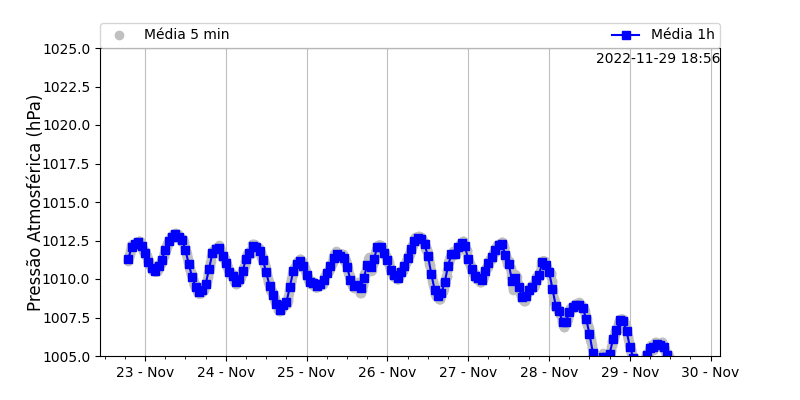 Média 5 min
Média 1h
2022-11-29 18:56
Pressão Atmosférica (hPa)
1025.0
1022.5
1020.0
1017.5
1015.0
1012.5
1010.0
1007.5
1005.0
23 - Nov
24 - Nov
25 - Nov
26 - Nov
27 - Nov
28 - Nov
29 - Nov
30 - Nov